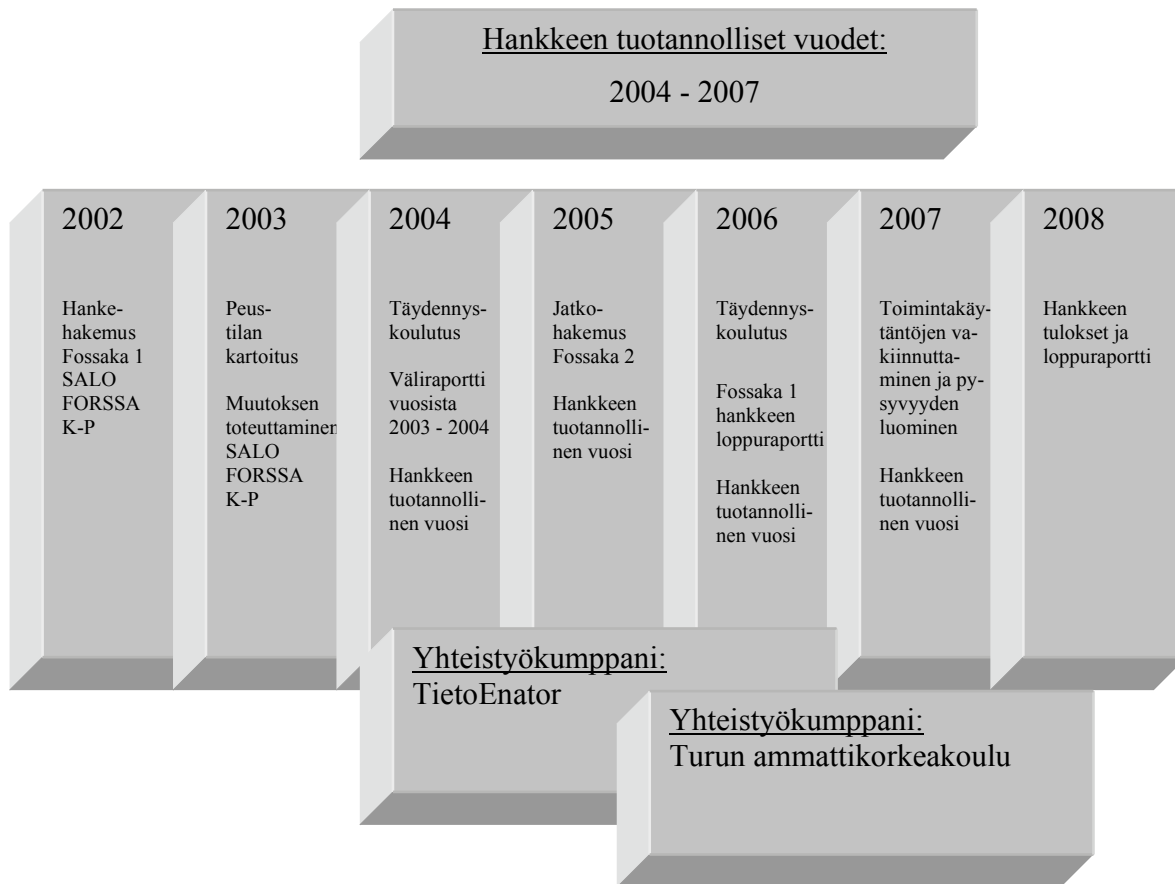 Hankkeen tuotannolliset vuodet:
2004 - 2007
2002
Hanke-
hakemus
Fossaka 1
SALO
FORSSA
K-P
2003
Peus-
tilan
kartoitus
Muutoksen
toteuttaminen
SALO
FORSSA
K-P
2004
Täydennys-
koulutus
Väliraportti
vuosista
2003 - 2004
Hankkeen
tuotannolli-
nen vuosi
2005
Jatko-
hakemus
Fossaka 2
Hankkeen
tuotannolli-
nen vuosi
2006
Täydennys-
koulutus
Fossaka 1
hankkeen
loppuraportti
Hankkeen
tuotannolli-
nen vuosi
2007
Toimintakäy-
täntöjen va-
kiinnutta-
minen ja py-
syvyyden
luominen
Hankkeen
tuotannolli-
nen vuosi
2008
Hankkeen
tulokset ja
loppuraportti
Yhteistyökumppani:
TietoEnator
Yhteistyökumppani:
Turun ammattikorkeakoulu